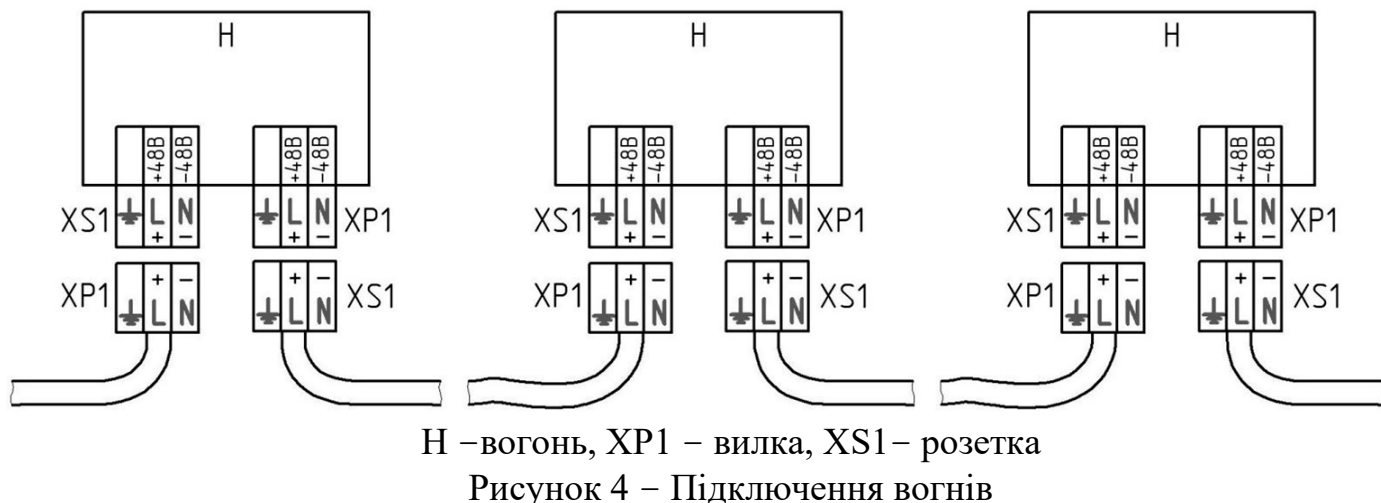 H H H
+48В -48В +48В -48В +48В -48В +48В -48В +48В -48В +48В -48В
XS1 L N L N XP1 XS1 L N L N XP1 XS1 L N L N XP1
+ − + − + − + − + − + −
+ − + − + − + − + − + −
XP1 L N L N XS1 XP1 L N L N XS1 XP1 L N L N XS1
Н −вогонь, XP1 − вилка, XS1− розетка
Рисунок 4 − Підключення вогнів